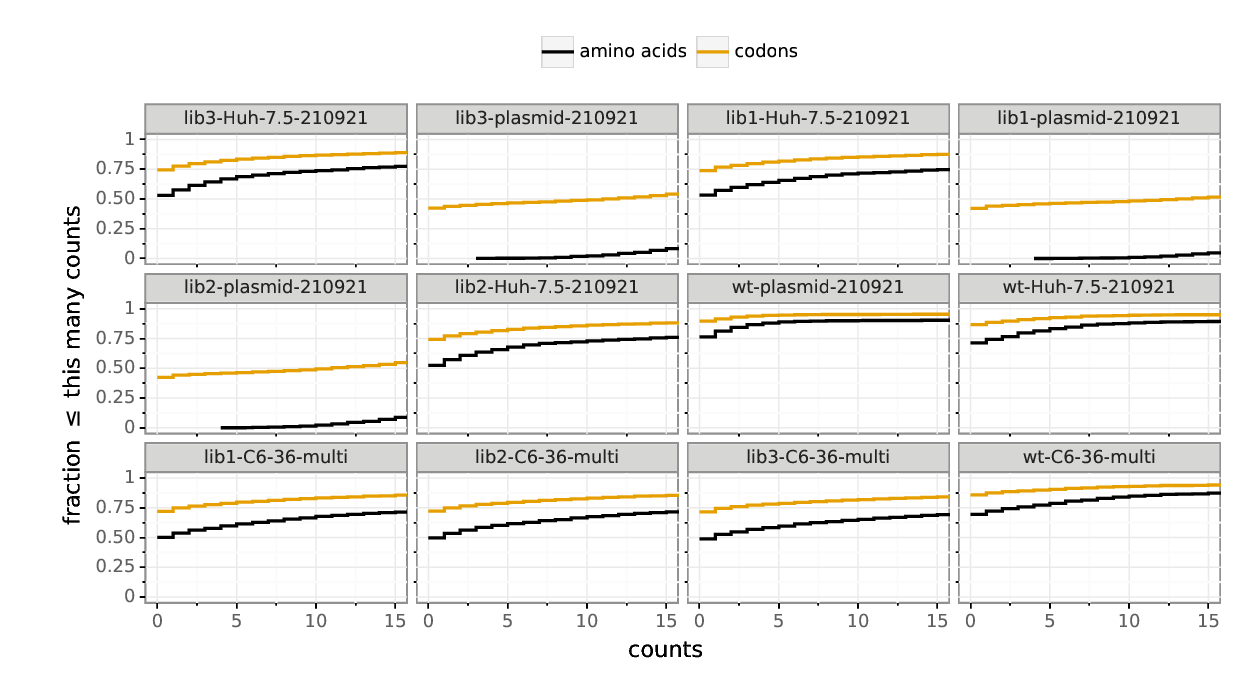 amino acids codons
lib3-Huh-7.5-210921 lib3-plasmid-210921 lib1-Huh-7.5-210921 lib1-plasmid-210921
1
0.75
0.50
0.25
0
lib2-plasmid-210921 lib2-Huh-7.5-210921 wt-plasmid-210921 wt-Huh-7.5-210921
1
0.75
0.50
0.25
0
lib1-C6-36-multi lib2-C6-36-multi lib3-C6-36-multi wt-C6-36-multi
1
0.75
0.50
0.25
0
0 5 10 15 0 5 10 15 0 5 10 15 0 5 10 15
counts
fraction ≤ this many counts